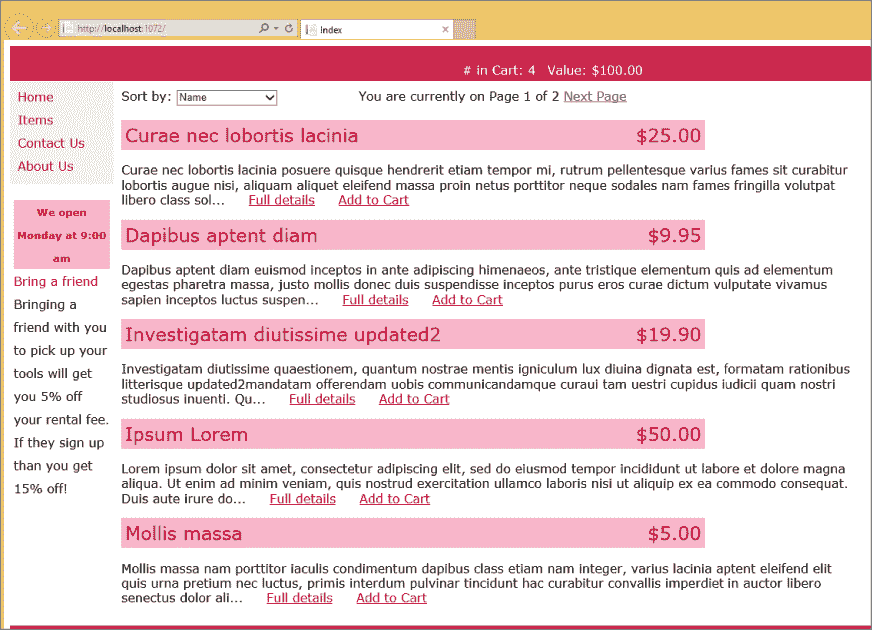 http://localhost:1072/
Index
# in Cart: 4 Value: $100.00
Home
Items
Contact Us
About Us
We open
Monday at 9:00
am
Bring a friend
Bringing a
friend with you
to pick up your
tools will get
you 5% off
your rental fee.
If they sign up
than you get
15% off!
Sort by: Name
You are currently on Page 1 of 2 Next Page
Curae nec lobortis lacinia $25.00
Curae nec lobortis lacinia posuere quisque hendrerit etiam tempor mi, rutrum pellentesque varius fames sit curabitur
lobortis augue nisi, aliquam aliquet eleifend massa proin netus porttitor neque sodales nam fames fringilla volutpat
libero class sol... Full details Add to Cart
Dapibus aptent diam $9.95
Dapibus aptent diam euismod inceptos in ante adipiscing himenaeos, ante tristique elementum quis ad elementum
egestas pharetra massa, justo mollis donec duis suspendisse inceptos purus eros curae dictum vulputate vivamus
sapien inceptos luctus suspen... Full details Add to Cart
Investigatam diutissime updated2 $19.90
Investigatam diutissime quaestionem, quantum nostrae mentis igniculum lux diuina dignata est, formatam rationibus
litterisque updated2mandatam offerendam uobis communicandamque curaui tam uestri cupidus iudicii quam nostri
studiosus inuenti. Qu... Full details Add to Cart
Ipsum Lorem $50.00
Lorem ipsum dolor sit amet, consectetur adipiscing elit, sed do eiusmod tempor incididunt ut labore et dolore magna
aliqua. Ut enim ad minim veniam, quis nostrud exercitation ullamco laboris nisi ut aliquip ex ea commodo consequat.
Duis aute irure do... Full details Add to Cart
Mollis massa $5.00
Mollis massa nam porttitor iaculis condimentum dapibus class etiam nam integer, varius lacinia aptent eleifend elit
quis urna pretium nec luctus, primis interdum pulvinar tincidunt hac curabitur convallis imperdiet in auctor libero
senectus dolor ali... Full details Add to Cart